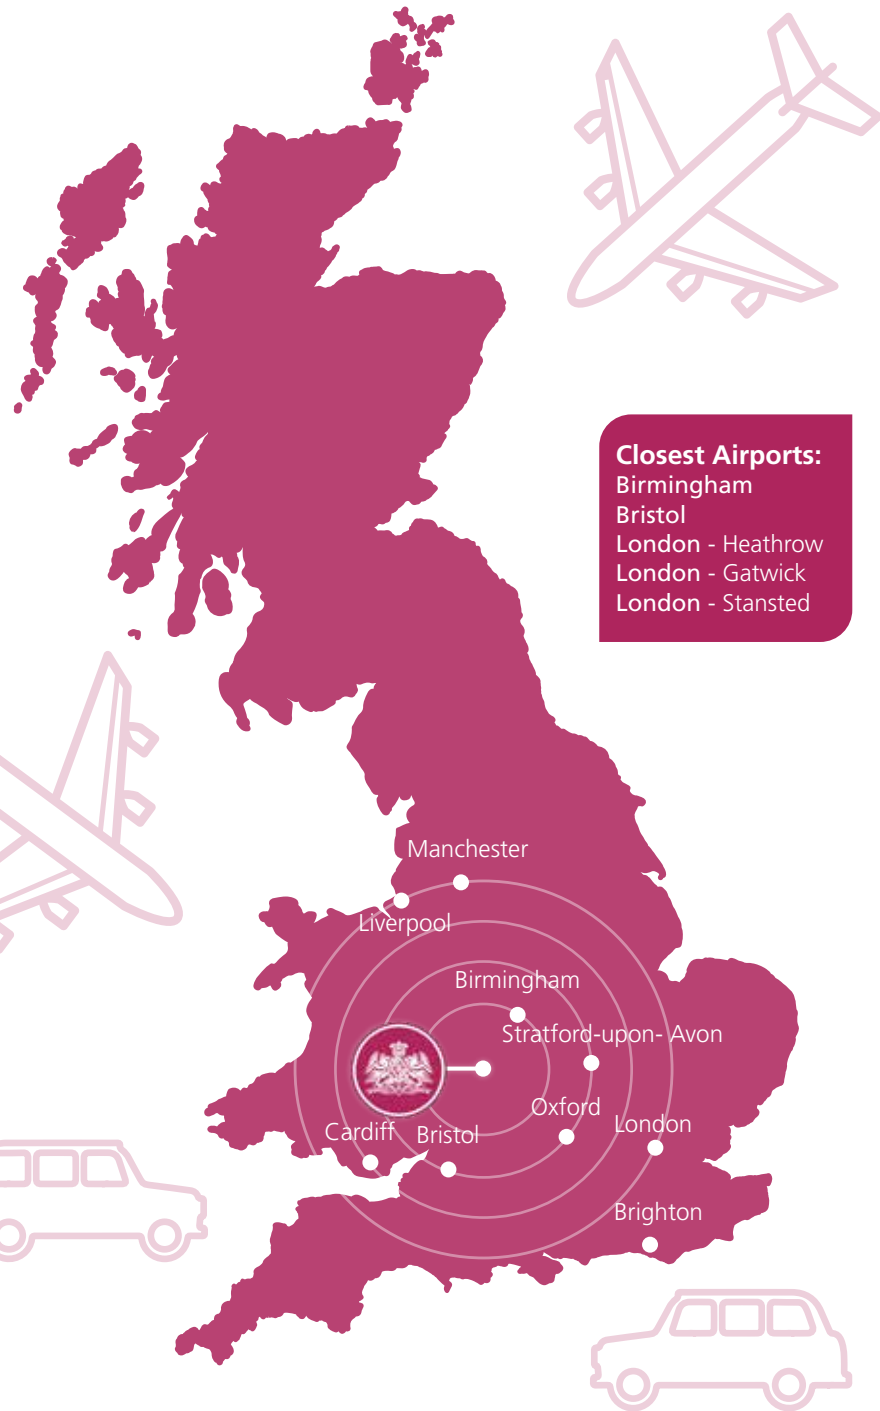 Closest Airports:
Birmingham
Bristol
London - Heathrow
London - Gatwick
London - Stansted
Manchester
Liverpool
Birmingham
Stratford-upon- Avon
Oxford
London
Cardiff
Bristol
Brighton